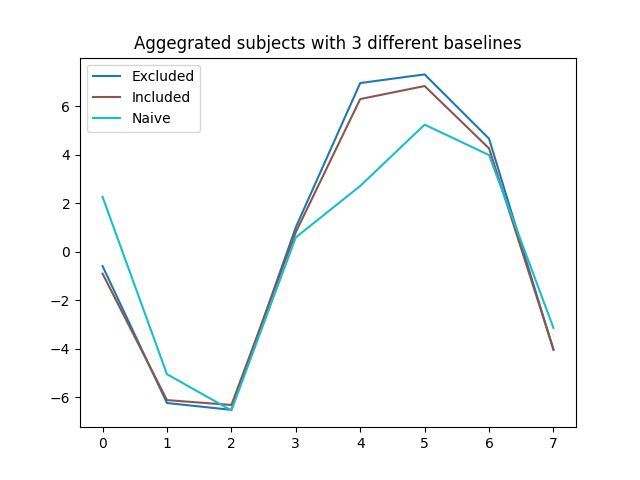 Aggegrated subjects with 3 different baselines
Excluded
Included
Naive
6
4
2
0
−2
−4
−6
0 1 2 3 4 5 6 7